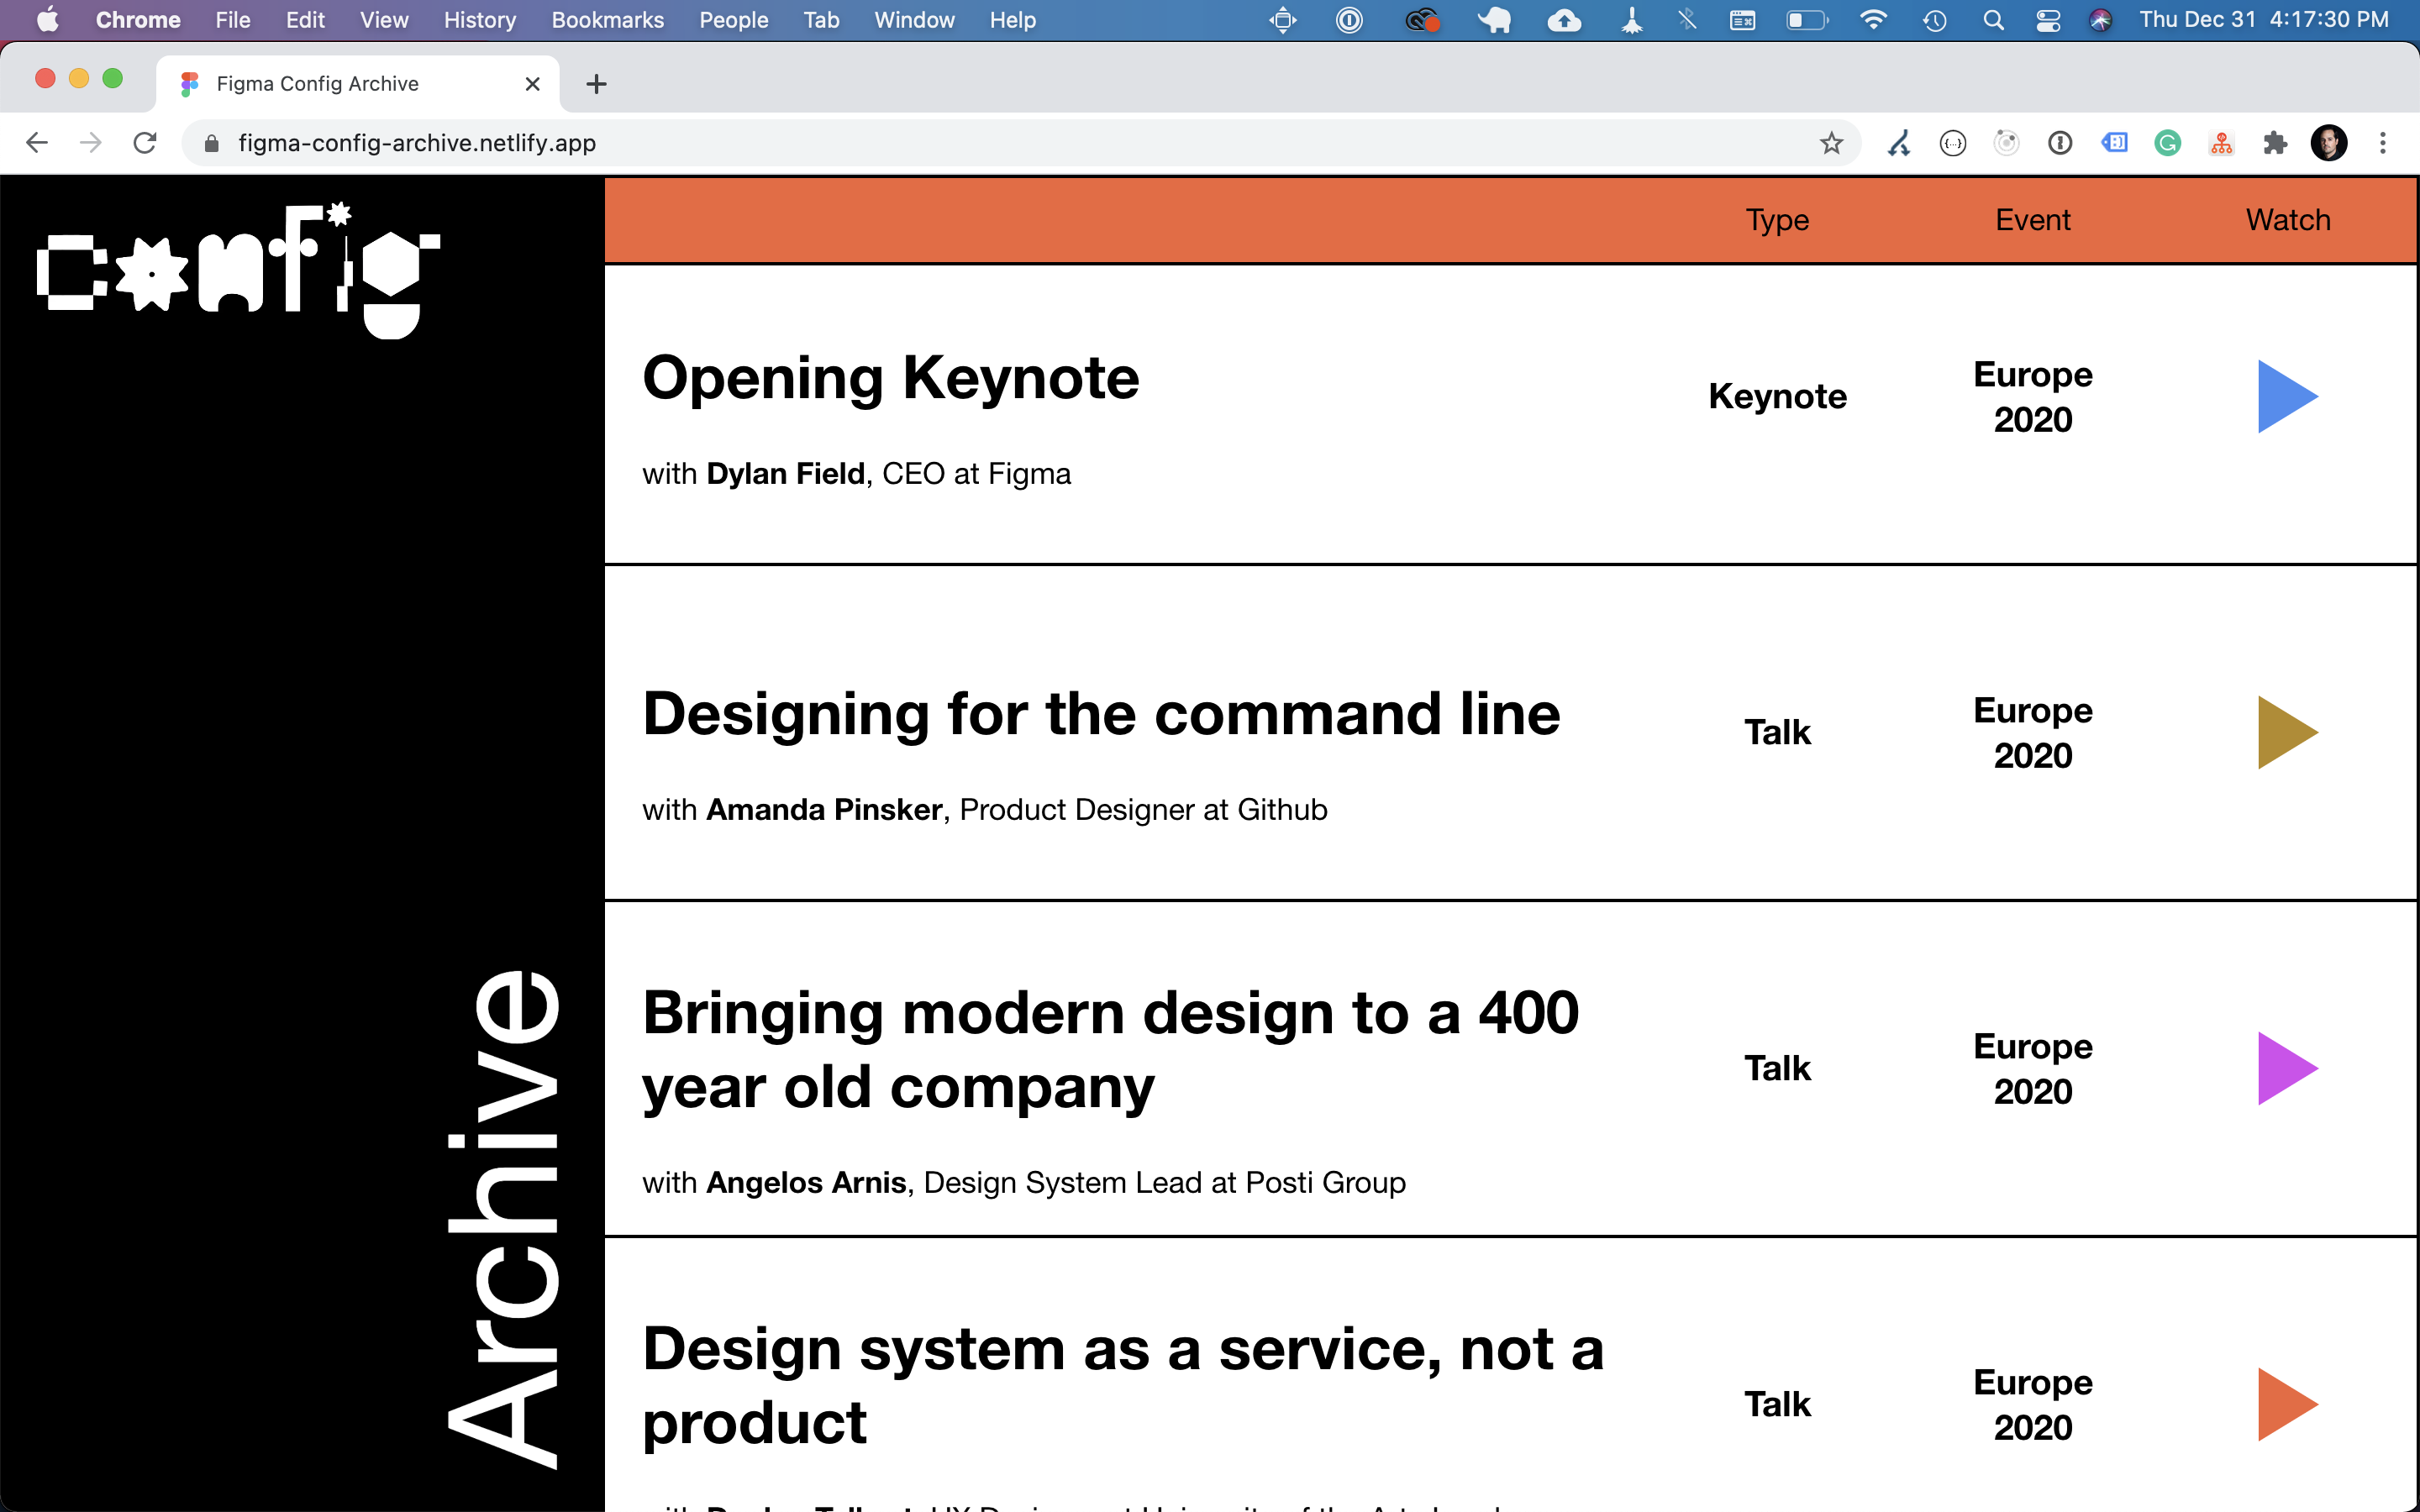 Chrome File Edit View History Bookmarks People Tab Window Help Thu Dec 31 4:17:30 PM
Figma Config Archive
figma-config-archive.netlify.app
config
Archive
Type Event Watch
Opening Keynote
with Dylan Field, CEO at Figma
Keynote
Europe
2020
Designing for the command line
with Amanda Pinsker, Product Designer at Github
Talk
Europe
2020
Bringing modern design to a 400
year old company
with Angelos Arnis, Design System Lead at Posti Group
Talk
Europe
2020
Design system as a service, not a
product
Talk
Europe
2020